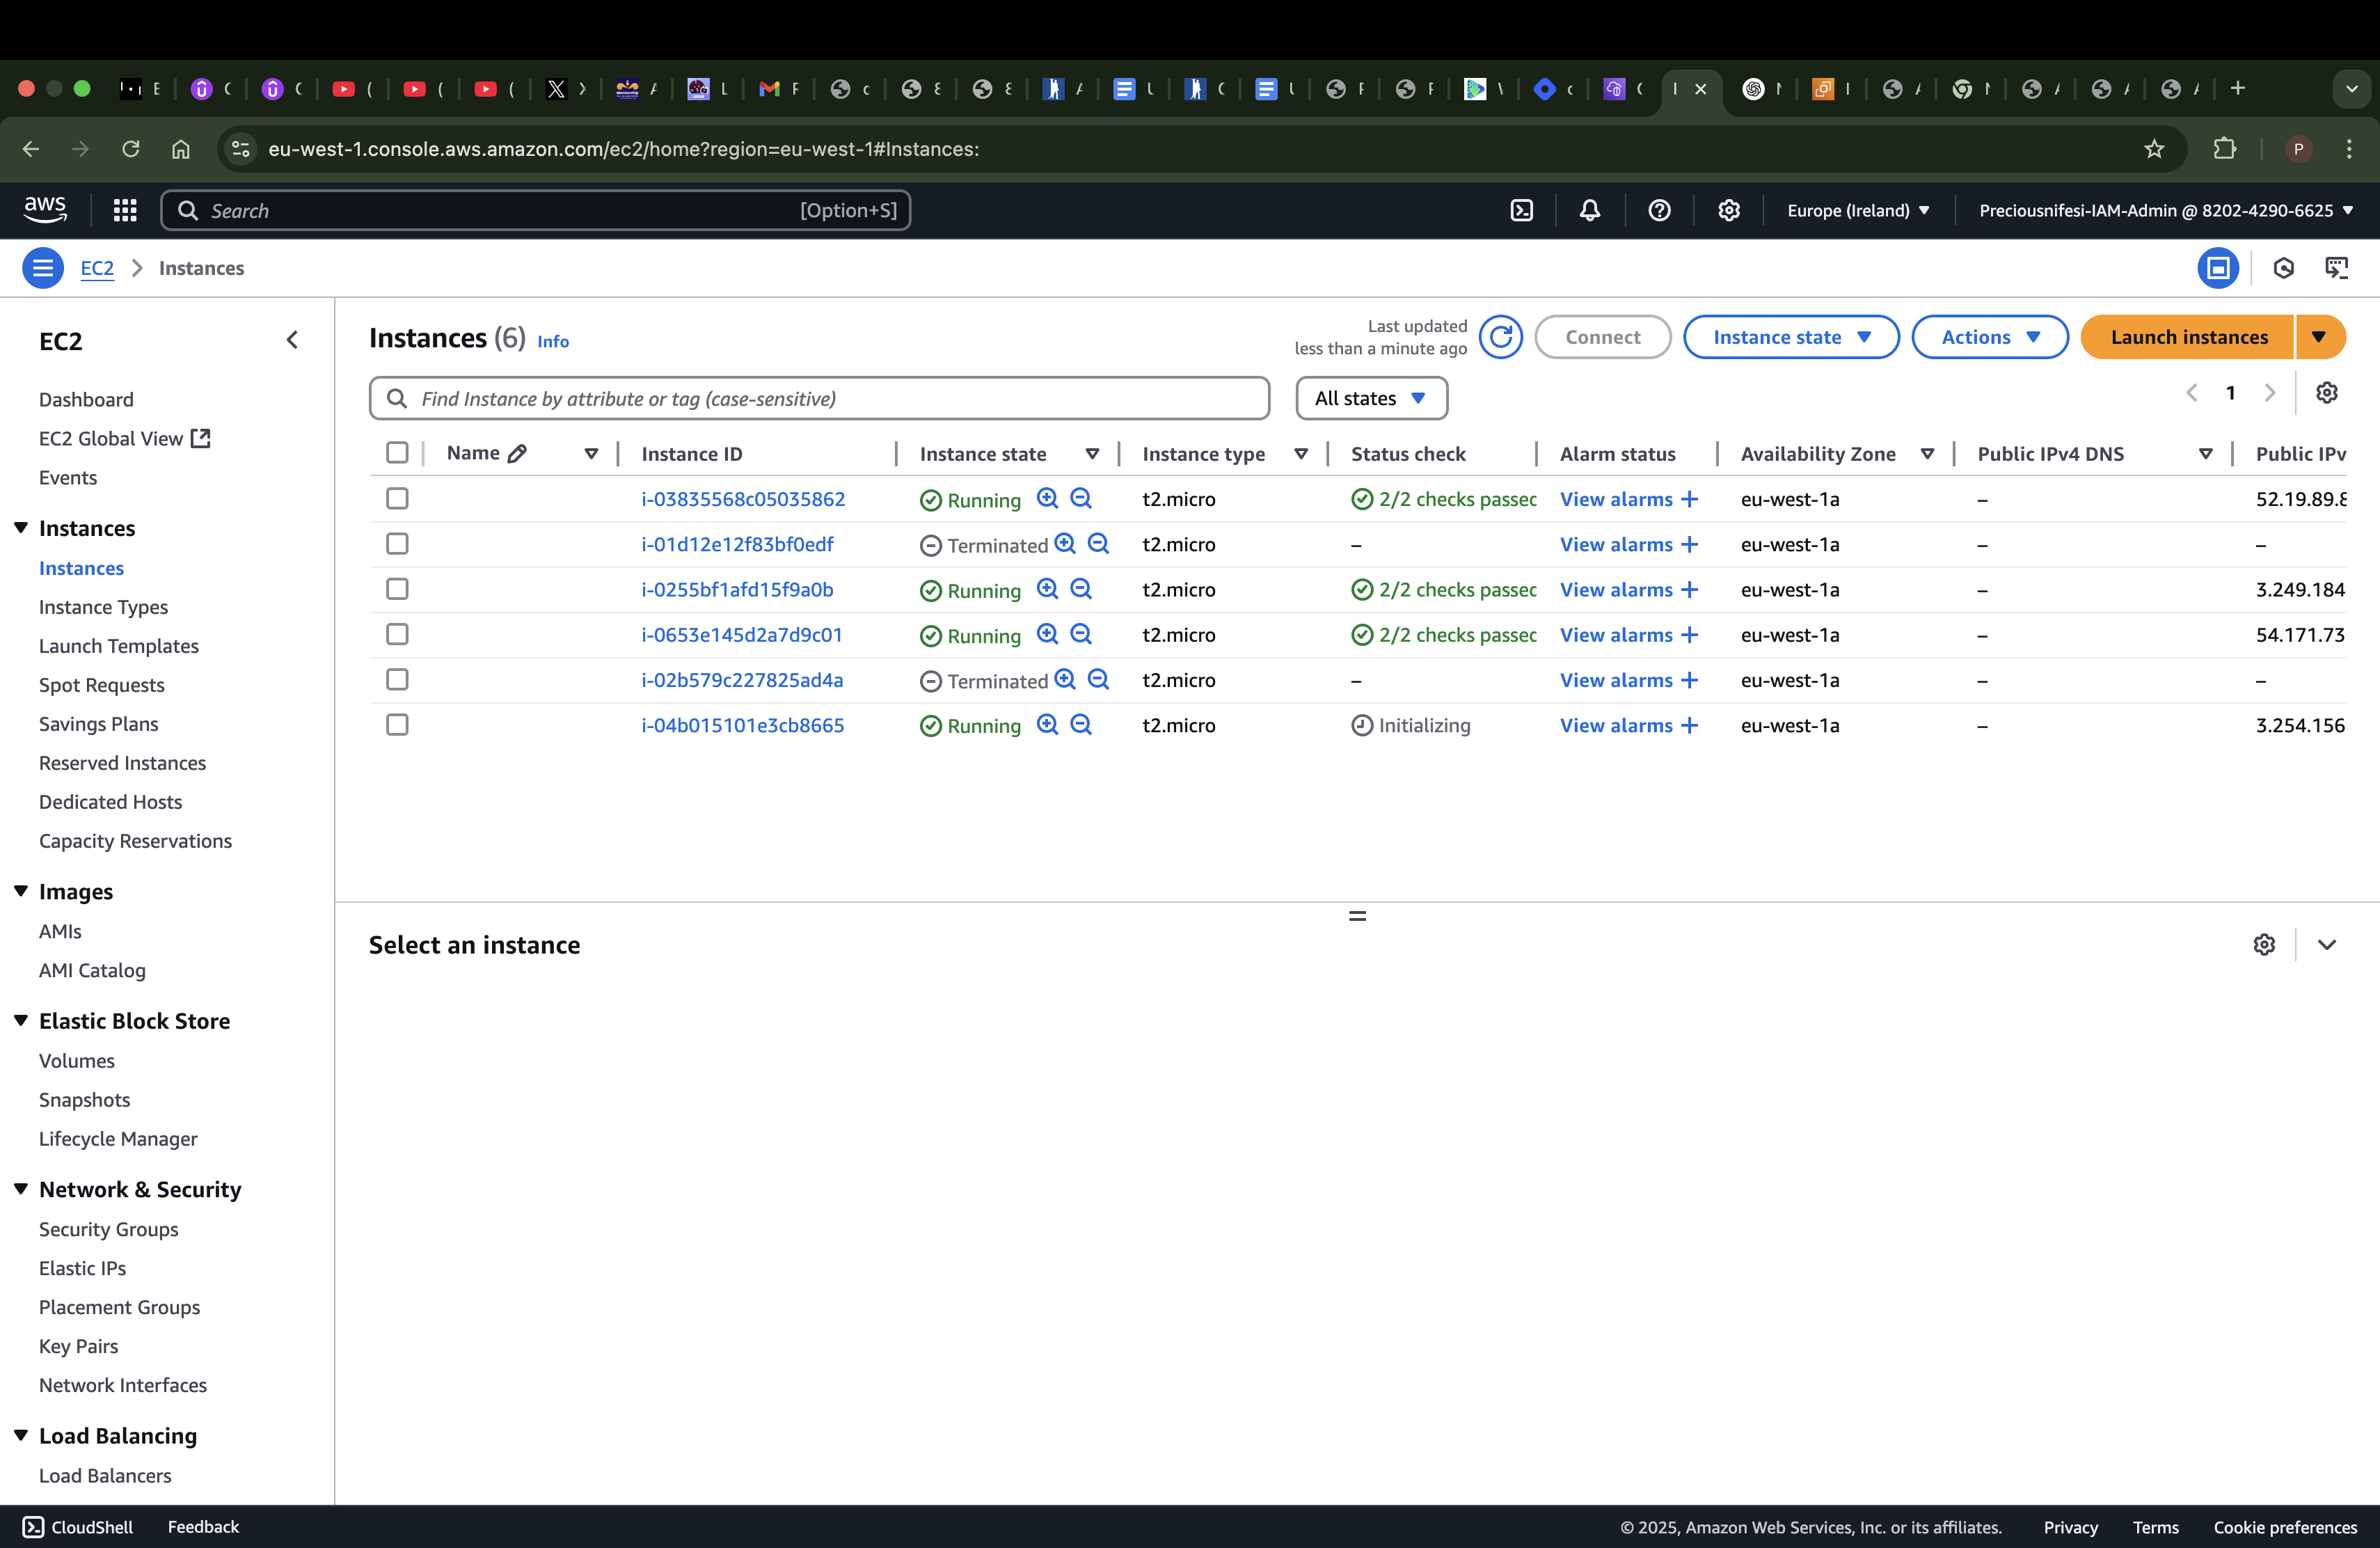 eu-west-1.console.aws.amazon.com/ec2/home?region=eu-west-1#Instances:
P
aws
Search
[Option+S]
Europe (Ireland)
Preciousnifesi-IAM-Admin @ 8202-4290-6625
EC2
Instances
EC2
Dashboard
EC2 Global View
Events
Instances
Instances
Instance Types
Launch Templates
Spot Requests
Savings Plans
Reserved Instances
Dedicated Hosts
Capacity Reservations
Images
AMIs
AMI Catalog
Elastic Block Store
Volumes
Snapshots
Lifecycle Manager
Network & Security
Security Groups
Elastic IPs
Placement Groups
Key Pairs
Network Interfaces
Load Balancing
Load Balancers
Instances (6) Info
Last updated
less than a minute ago
Connect
Instance state
Actions
Launch instances
Find Instance by attribute or tag (case-sensitive)
All states
1
Name Instance ID Instance state Instance type Status check Alarm status Availability Zone Public IPv4 DNS Public IPv
i-03835568c05035862 Running t2.micro 2/2 checks passec View alarms + eu-west-1a – 52.19.89.8
i-01d12e12f83bf0edf Terminated t2.micro – View alarms + eu-west-1a – –
i-0255bf1afd15f9a0b Running t2.micro 2/2 checks passec View alarms + eu-west-1a – 3.249.184
i-0653e145d2a7d9c01 Running t2.micro 2/2 checks passec View alarms + eu-west-1a – 54.171.73
i-02b579c227825ad4a Terminated t2.micro – View alarms + eu-west-1a – –
i-04b015101e3cb8665 Running t2.micro Initializing View alarms + eu-west-1a – 3.254.156
Select an instance
CloudShell
Feedback
© 2025, Amazon Web Services, Inc. or its affiliates.
Privacy
Terms
Cookie preferences